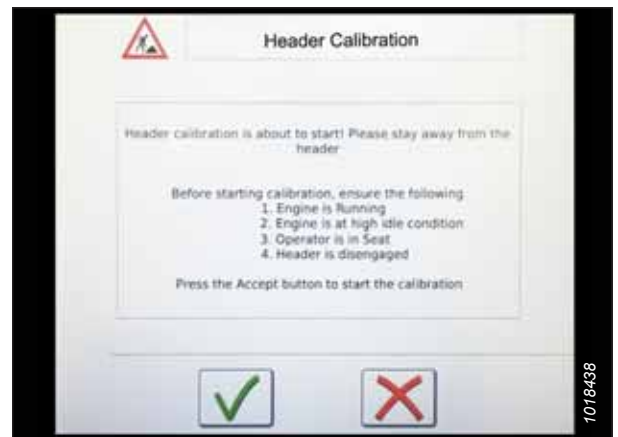 Header Calibration
Header calibration is about to start! Please stay away from the
header
Before starting calibration, ensure the following
1. Engine is Running
2. Engine is at high idle condition
3. Operator is in Seat
4. Header is disengaged
Press the Accept button to start the calibration
1018438